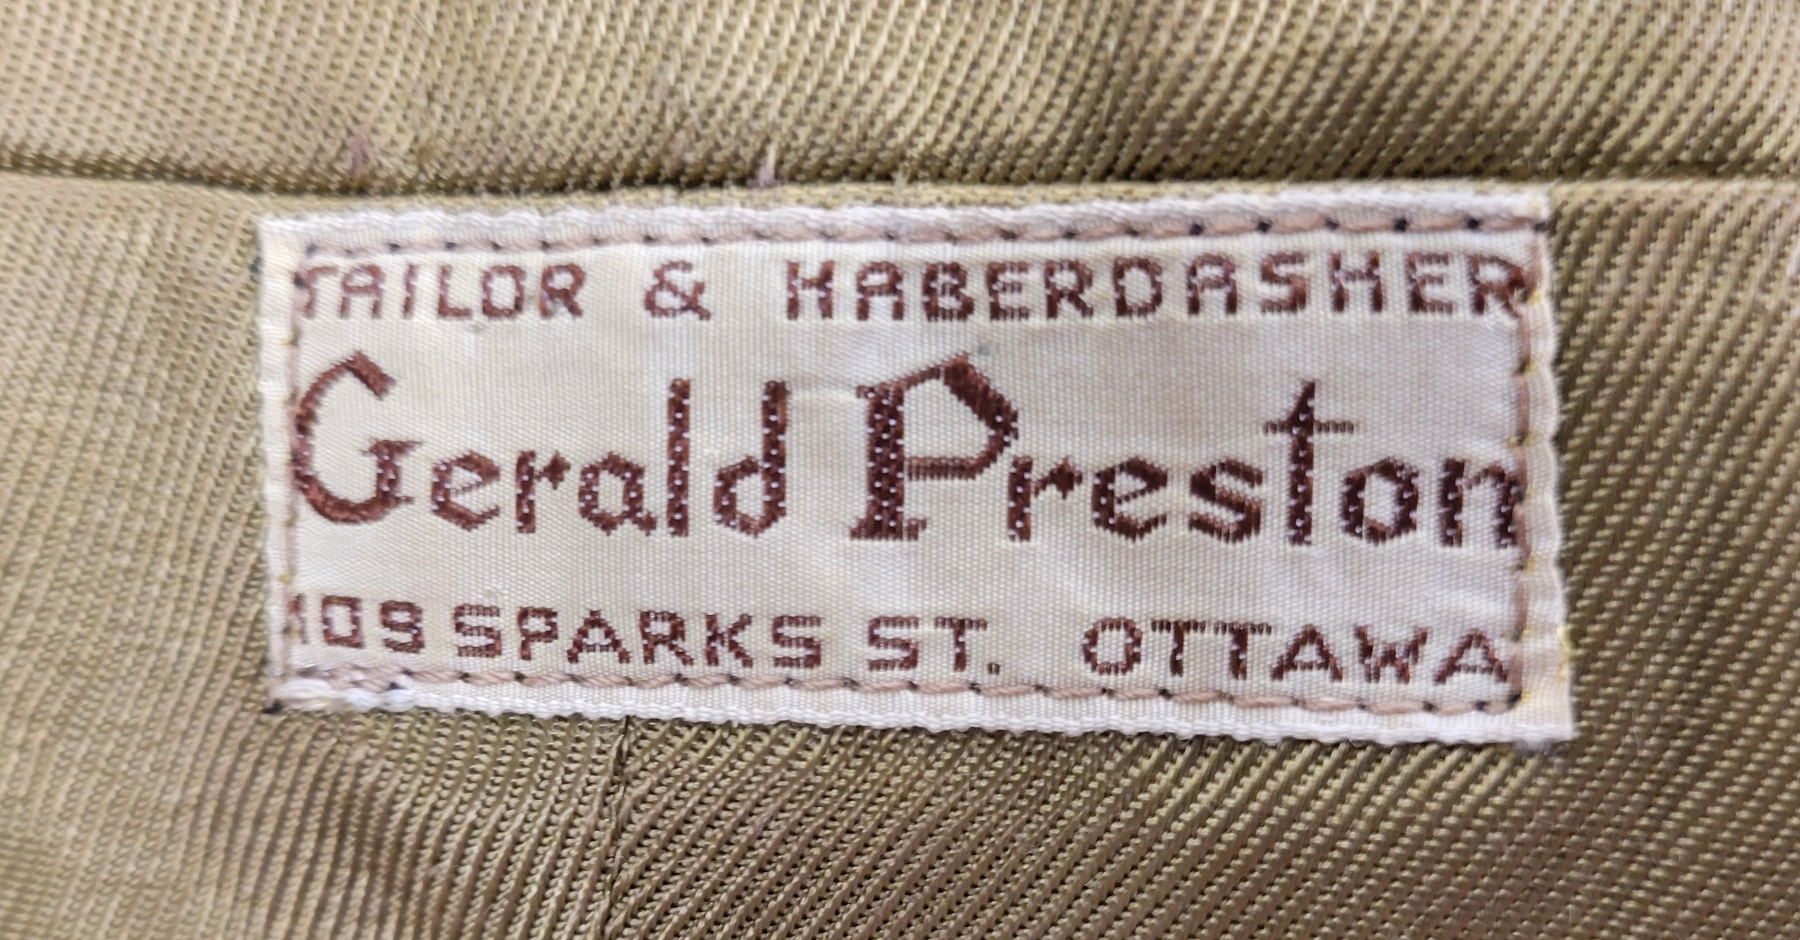 TAILOR & HABERDASHER
Gerald Preston
109 SPARKS ST. OTTAWA